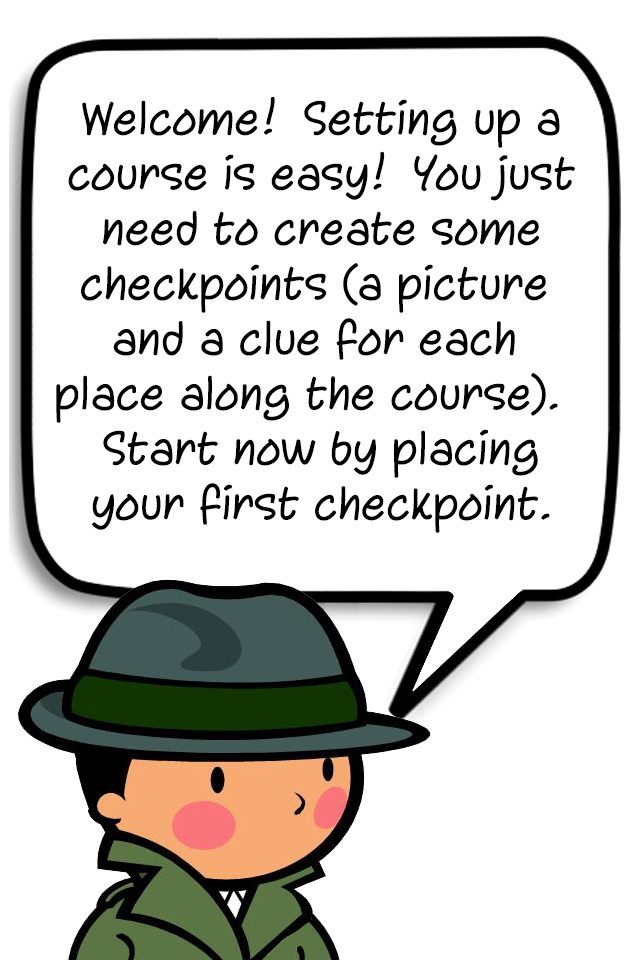 Welcome! Setting up a
course is easy! You just
need to create some
checkpoints (a picture
and a clue for each
place along the course).
Start now by placing
your first checkpoint.